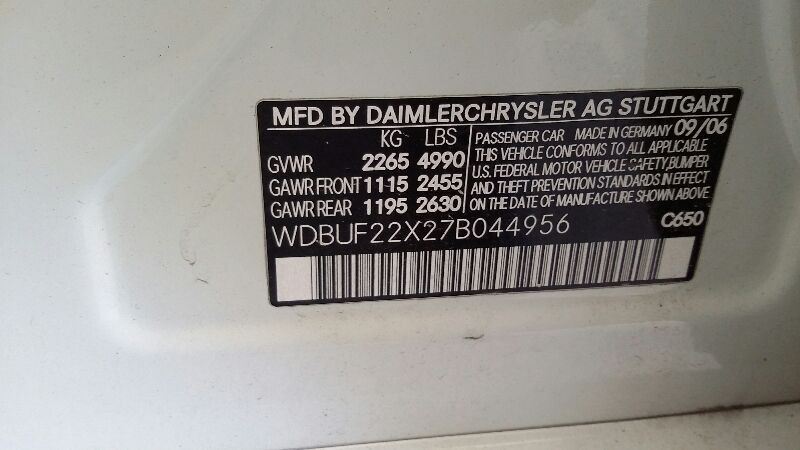 MFD BY DAIMLERCHRYSLER AG STUTTGART
KG LBS
GVWR 2265 4990
GAWR FRONT 1115 2455
GAWR REAR 1195 2630
PASSENGER CAR MADE IN GERMANY 09/06
THIS VEHICLE CONFORMS TO ALL APPLICABLE
U.S. FEDERAL MOTOR VEHICLE SAFETY,BUMPER
AND THEFT PREVENTION STANDARDS IN EFFECT
ON THE DATE OF MANUFACTURE SHOWN ABOVE
WDBUF22X27B044956
C650